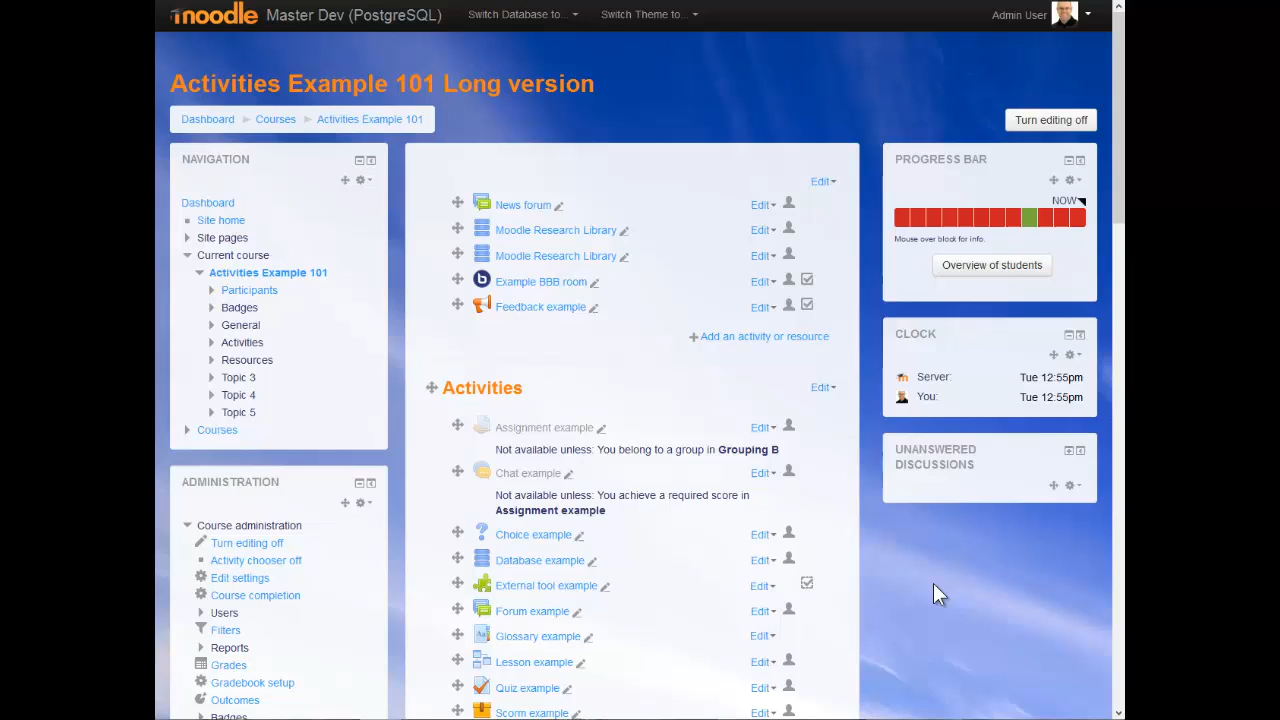 moodle Master Dev (PostgreSQL) Switch Database to... Switch Theme to... Admin User
Activities Example 101 Long version
Dashboard Courses Activities Example 101
Turn editing off
NAVIGATION
Dashboard
Site home
Site pages
Current course
Activities Example 101
Participants
Badges
General
Activities
Resources
Topic 3
Topic 4
Topic 5
Courses
ADMINISTRATION
Course administration
Turn editing off
Activity chooser off
Edit settings
Course completion
Users
Filters
Reports
Grades
Gradebook setup
Outcomes
Badges
Edit
News forum Edit
Moodle Research Library Edit
Moodle Research Library Edit
Example BBB room Edit
Feedback example Edit
Add an activity or resource
Activities Edit
Assignment example Edit
Not available unless: You belong to a group in Grouping B
Chat example Edit
Not available unless: You achieve a required score in
Assignment example
Choice example Edit
Database example Edit
External tool example Edit
Forum example Edit
Glossary example Edit
Lesson example Edit
Quiz example Edit
Scorm example Edit
PROGRESS BAR
NOW
Mouse over block for info.
Overview of students
CLOCK
Server: Tue 12:55pm
You: Tue 12:55pm
UNANSWERED
DISCUSSIONS